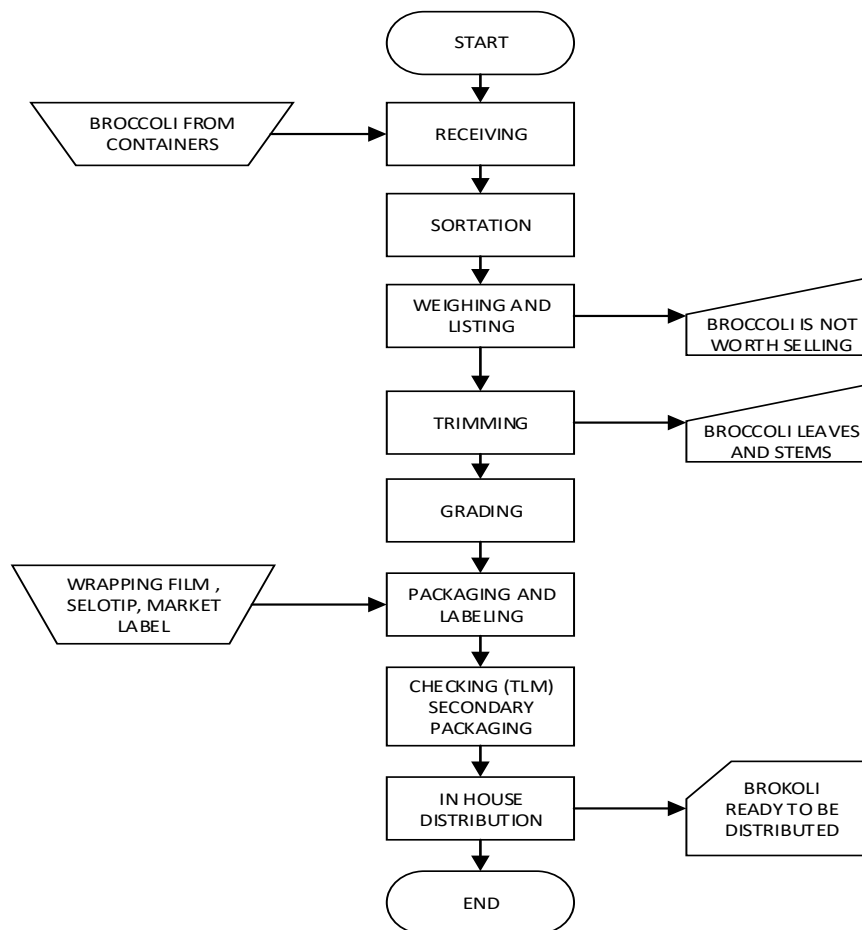 START
BROCCOLI FROM
CONTAINERS
RECEIVING
SORTATION
WEIGHING AND
LISTING
BROCCOLI IS NOT
WORTH SELLING
TRIMMING
BROCCOLI LEAVES
AND STEMS
GRADING
WRAPPING FILM ,
SELOTIP, MARKET
LABEL
PACKAGING AND
LABELING
CHECKING (TLM)
SECONDARY
PACKAGING
IN HOUSE
DISTRIBUTION
BROKOLI
READY TO BE
DISTRIBUTED
END